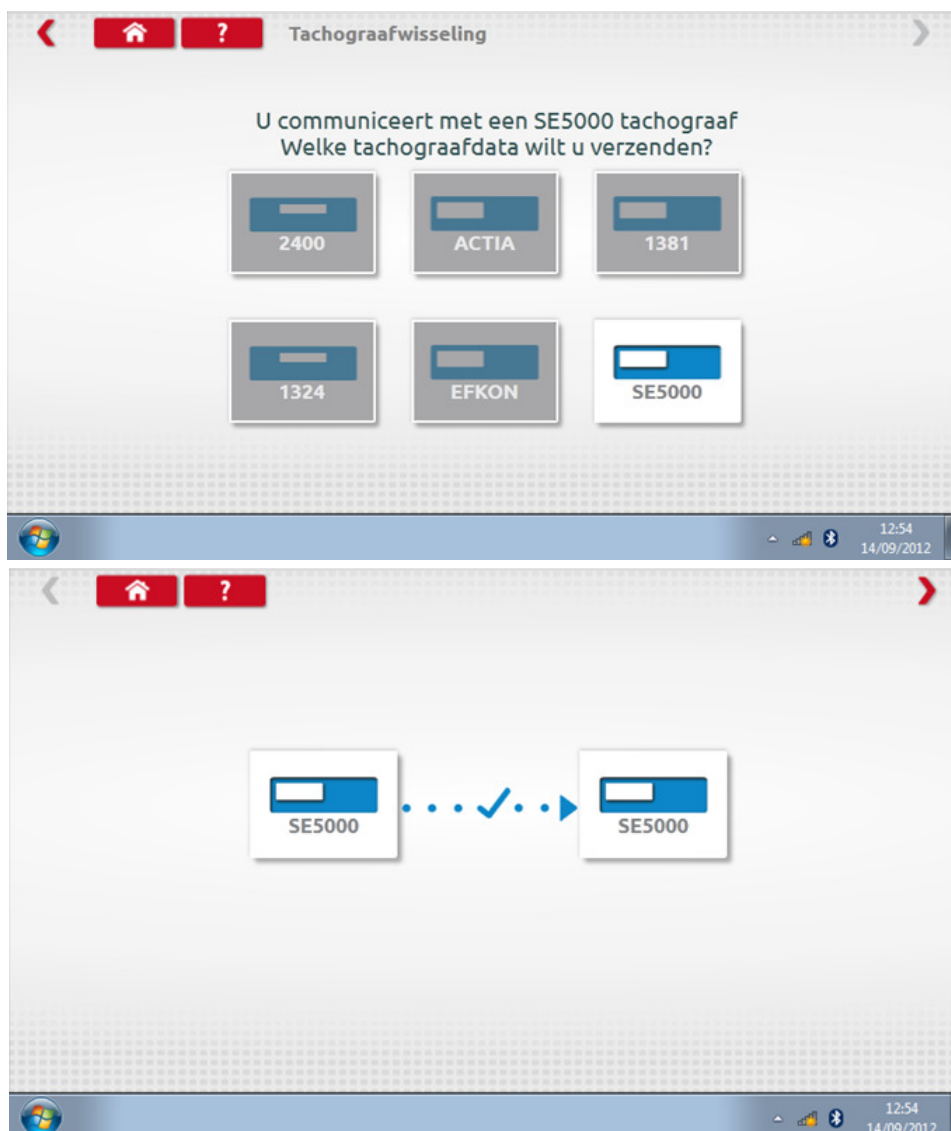 ? Tachograafwisseling
U communiceert met een SE5000 tachograaf
Welke tachograafdata wilt u verzenden?
2400 ACTIA 1381
1324 EFKON SE5000
12:54
14/09/2012
?
SE5000 SE5000
12:54
14/09/2012